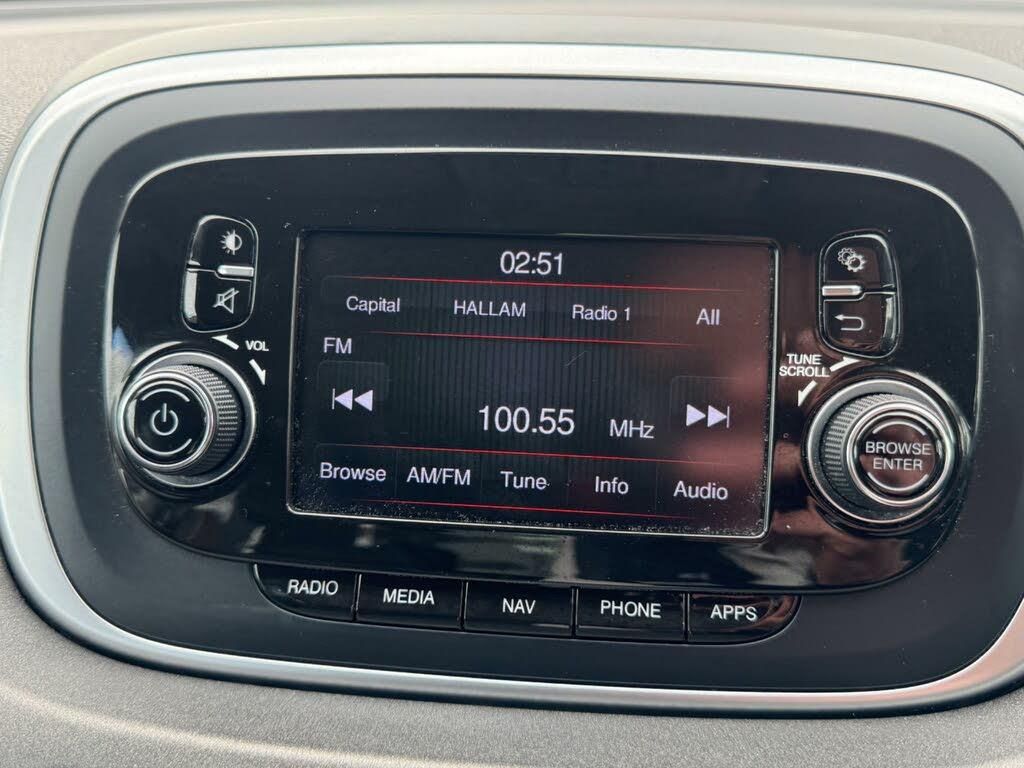 02:51
Capital HALLAM Radio 1 All
FM
100.55 MHz
Browse AM/FM Tune Info Audio
VOL
TUNE
SCROLL
BROWSE
ENTER
RADIO MEDIA NAV PHONE APPS